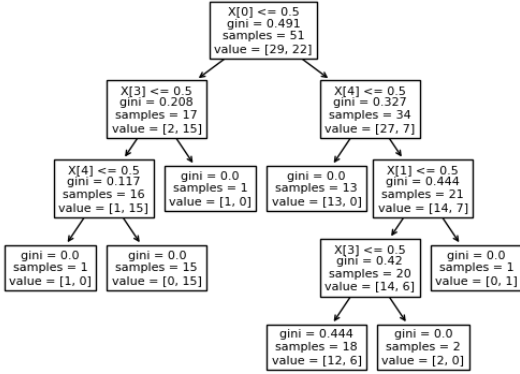 X[0] <= 0.5
gini = 0.491
samples = 51
value = [29, 22]
X[3] <= 0.5
gini = 0.208
samples = 17
value = [2, 15]
X[4] <= 0.5
gini = 0.327
samples = 34
value = [27, 7]
X[4] <= 0.5
gini = 0.117
samples = 16
value = [1, 15]
gini = 0.0
samples = 1
value = [1, 0]
gini = 0.0
samples = 13
value = [13, 0]
X[1] <= 0.5
gini = 0.444
samples = 21
value = [14, 7]
gini = 0.0
samples = 1
value = [1, 0]
gini = 0.0
samples = 15
value = [0, 15]
X[3] <= 0.5
gini = 0.42
samples = 20
value = [14, 6]
gini = 0.0
samples = 1
value = [0, 1]
gini = 0.444
samples = 18
value = [12, 6]
gini = 0.0
samples = 2
value = [2, 0]